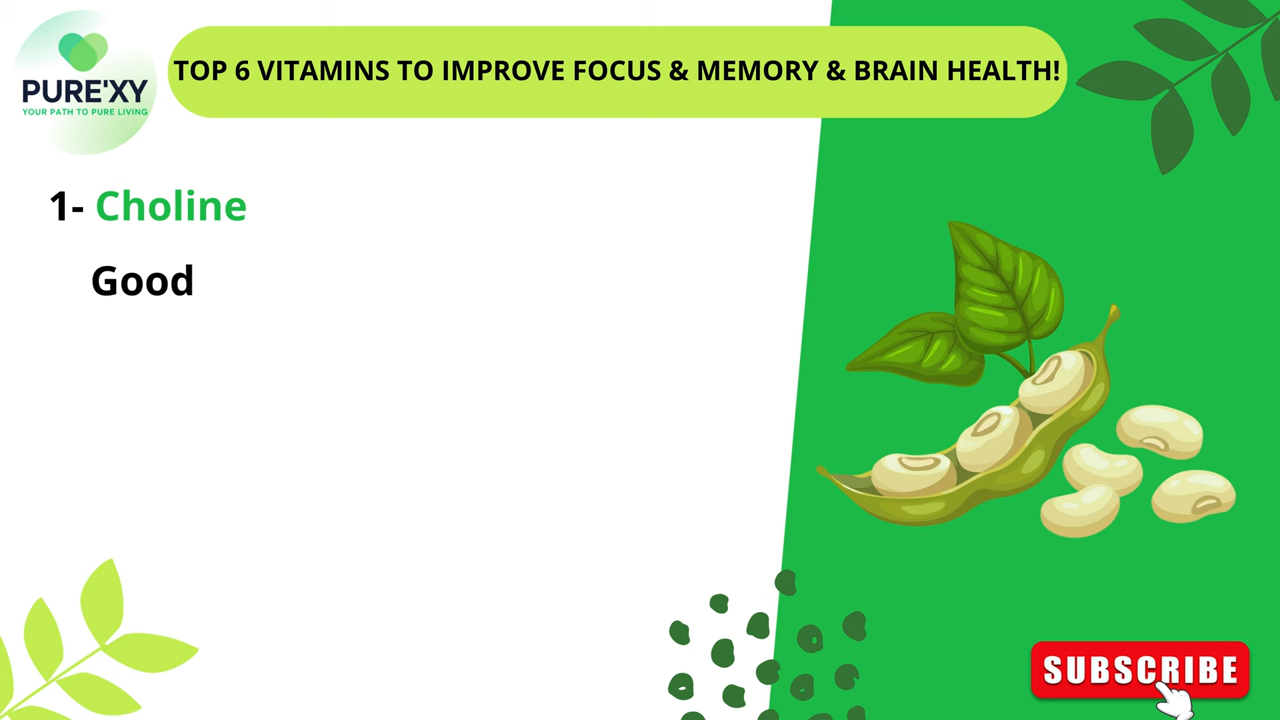 PURE'XY
YOUR PATH TO PURE LIVING
TOP 6 VITAMINS TO IMPROVE FOCUS & MEMORY & BRAIN HEALTH!
1- Choline
Good
SUBSCRIBE